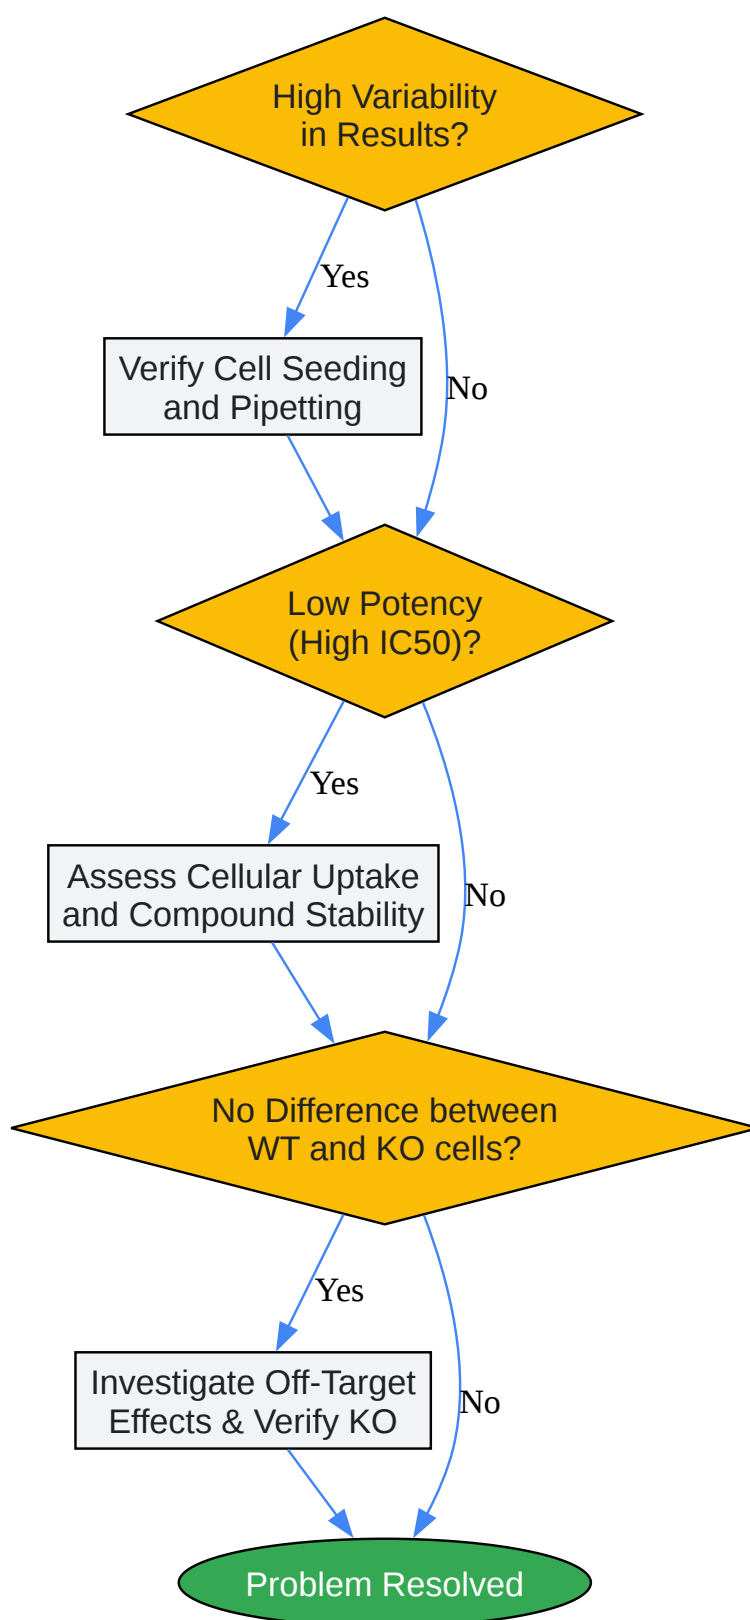 High Variability
in Results?
Yes
Verify Cell Seeding
and Pipetting
No
Low Potency
(High IC50)?
Yes
Assess Cellular Uptake
and Compound Stability
No
No Difference between
WT and KO cells?
Yes
Investigate Off-Target
Effects & Verify KO
No
Problem Resolved